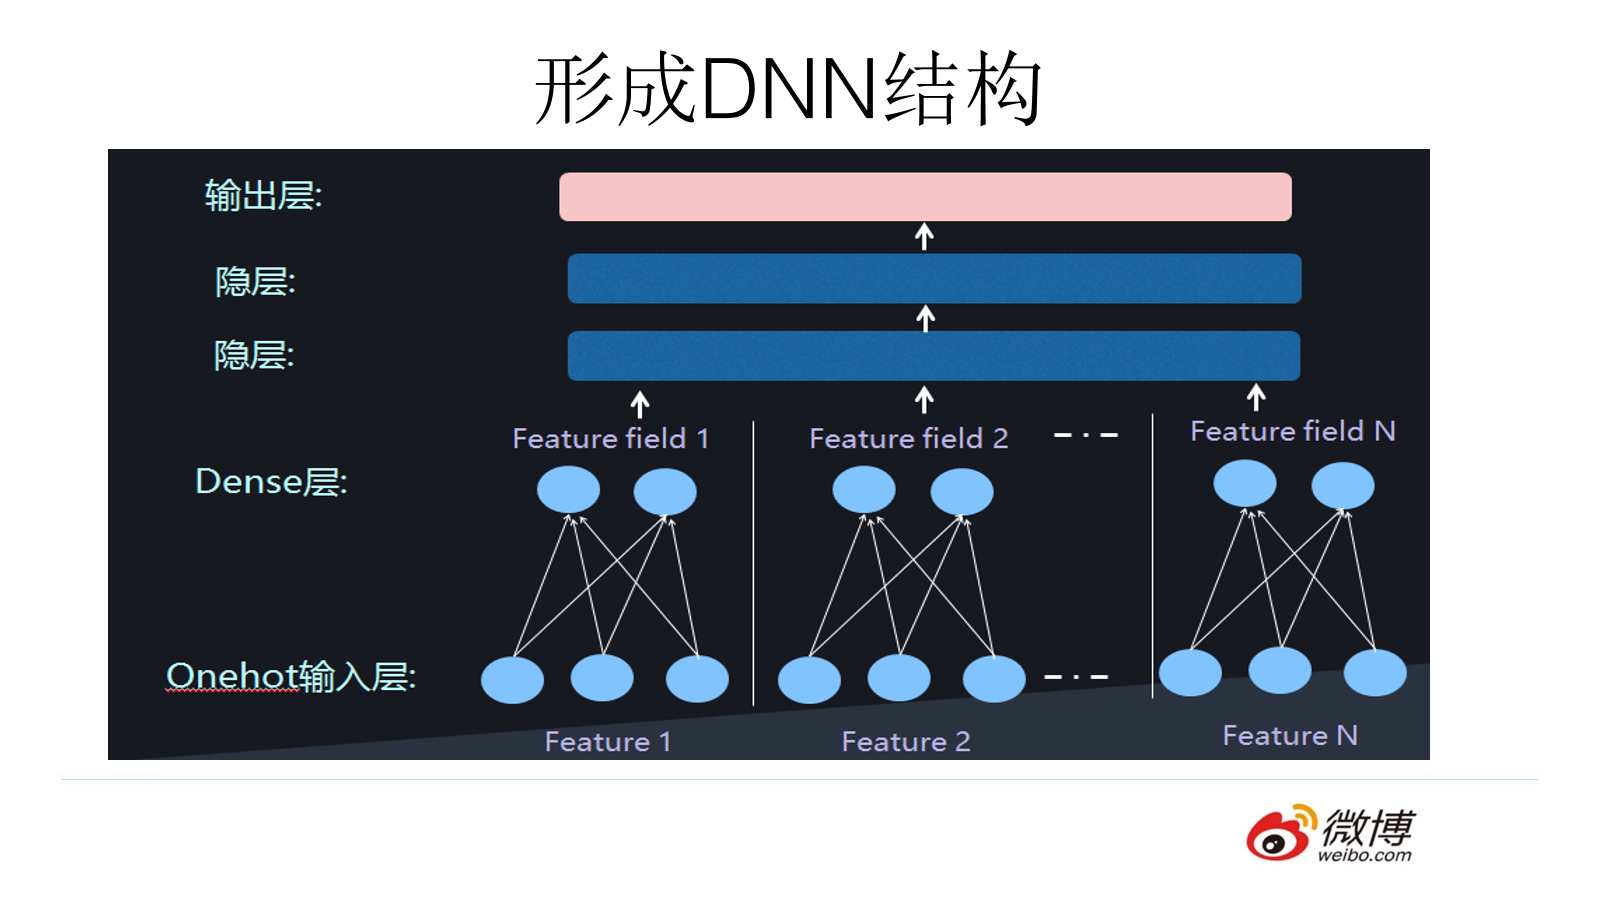 形成DNN结构
输出层:
隐层:
隐层:
Feature field 1
Feature field 2
Feature field N
Dense层:
Onehot输入层:
Feature 1
Feature 2
Feature N
微博
weibo.com